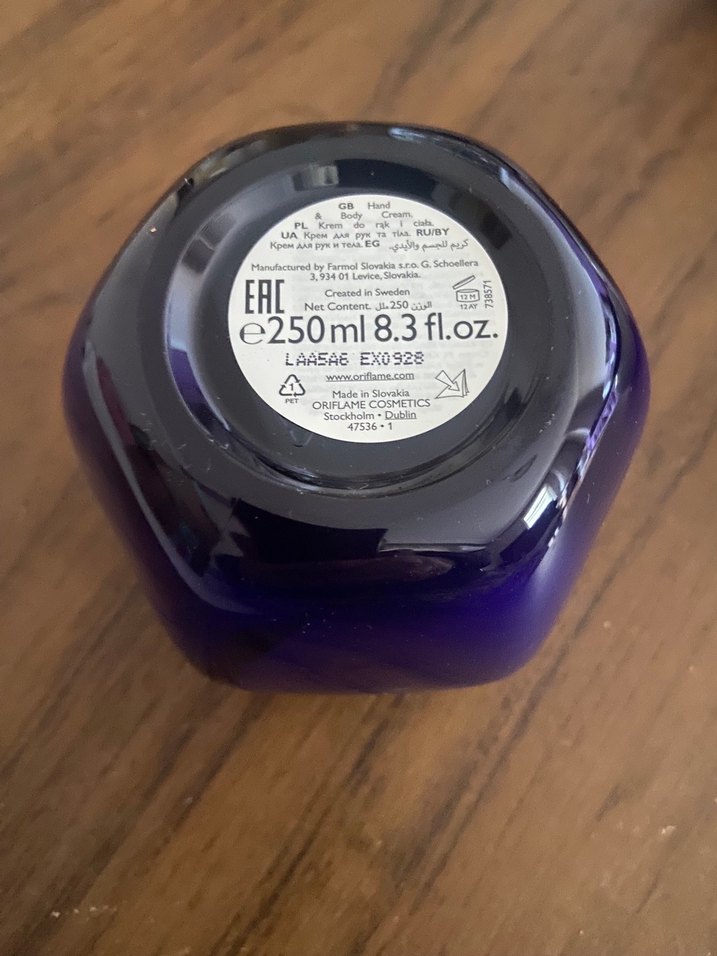 GB Hand
& Body Cream.
PL Krem do rąk i ciała.
UA Крем для рук та тіла. RU/BY
Крем для рук и тела. EG كريم للجسم والأيدي.
Manufactured by Farmol Slovakia s.r.o. G. Schoellera
3, 934 01 Levice, Slovakia.
Created in Sweden
EAC
Net Content. الوزن 250 مل.
12 M
12 AY
738571
℮250ml 8.3 fl.oz.
LAA5A6 EX0928
www.oriflame.com
1
PET
Made in Slovakia
ORIFLAME COSMETICS
Stockholm • Dublin
47536 • 1